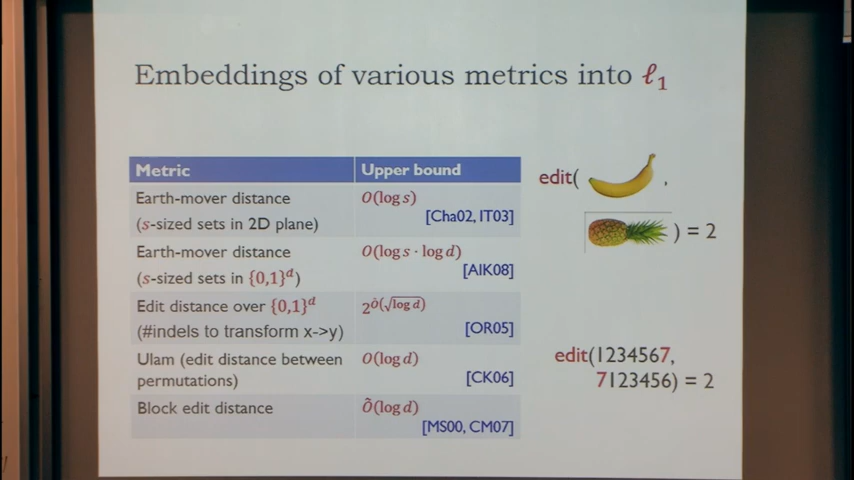 Embeddings of various metrics into ℓ₁
Metric Upper bound
Earth-mover distance
(s-sized sets in 2D plane)
O(log s)
[Cha02, IT03]
Earth-mover distance
(s-sized sets in {0,1}ᵈ)
O(log s · log d)
[AIK08]
Edit distance over {0,1}ᵈ
(#indels to transform x->y)
2^Õ(√log d)
[OR05]
Ulam (edit distance between
permutations)
O(log d)
[CK06]
Block edit distance
Õ(log d)
[MS00, CM07]
edit( ,
) = 2
edit(1234567,
7123456) = 2